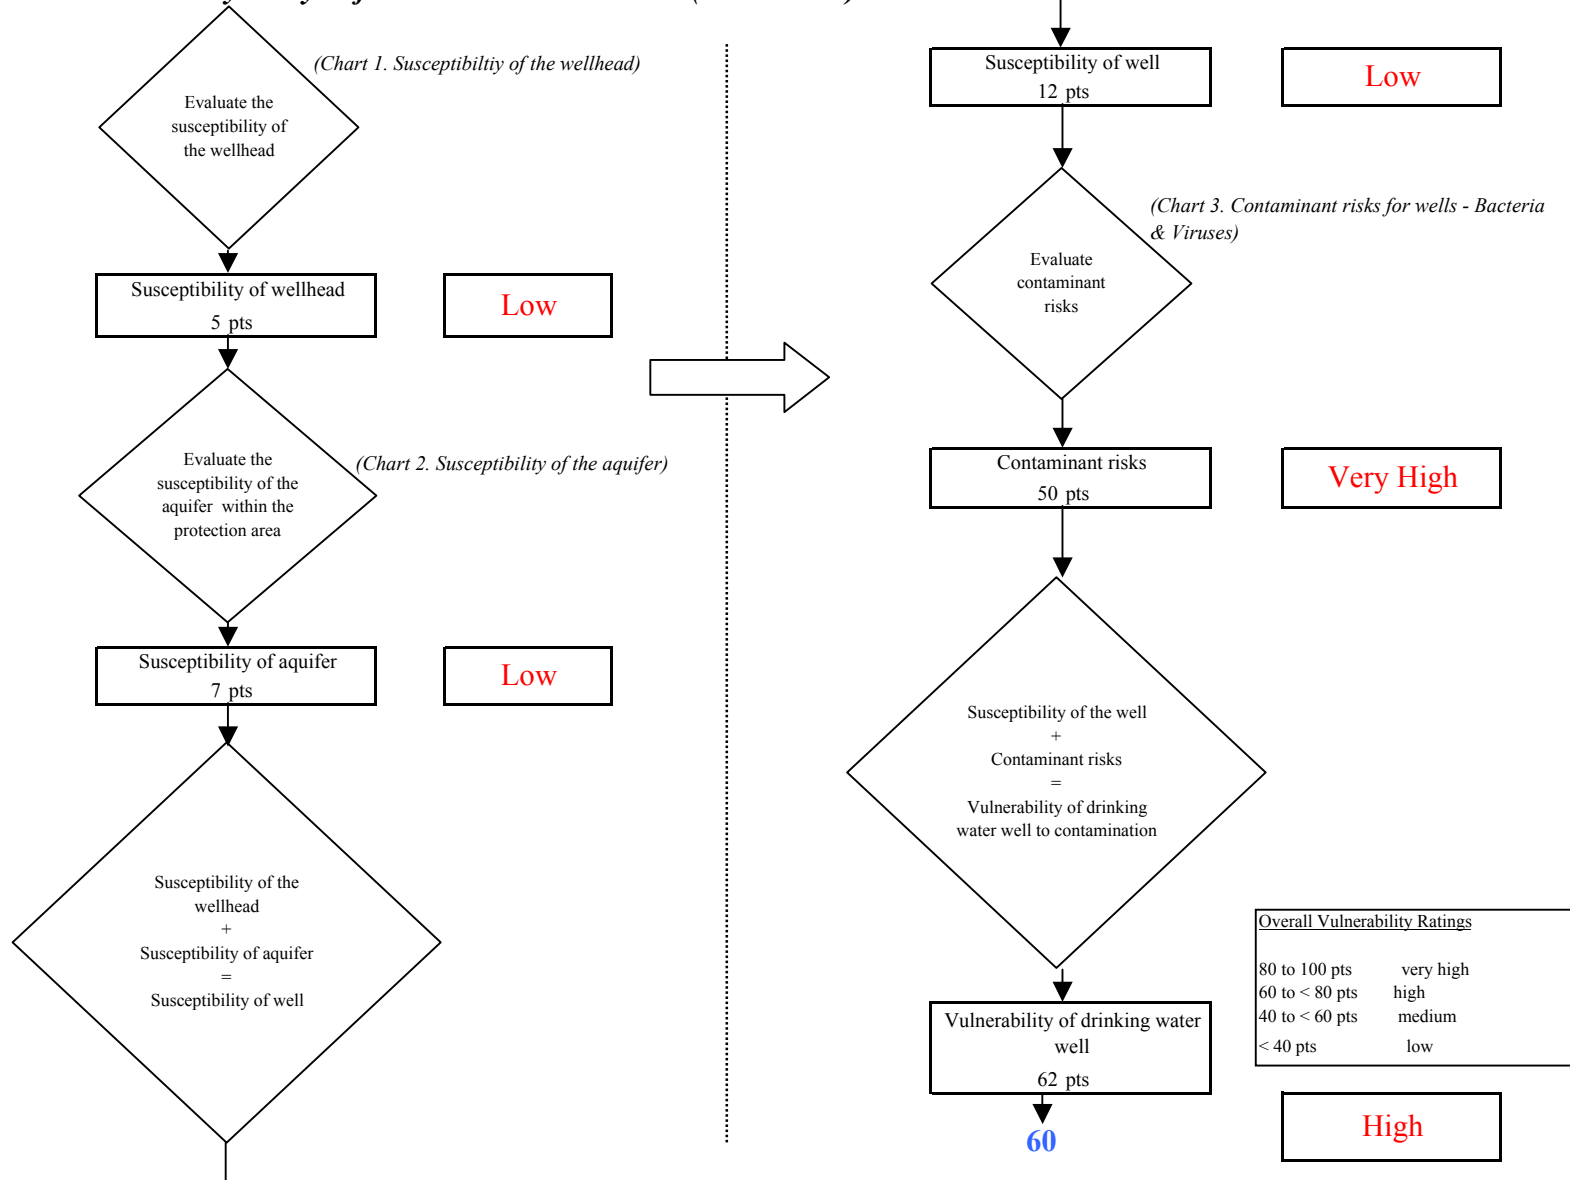 (Chart 1. Susceptibiltiy of the wellhead)
Evaluate the
susceptibility of
the wellhead
Susceptibility of wellhead
5 pts
Low
Evaluate the
susceptibility of the
aquifer within the
protection area
(Chart 2. Susceptibility of the aquifer)
Susceptibility of aquifer
7 pts
Low
Susceptibility of the
wellhead
+
Susceptibility of aquifer
=
Susceptibility of well
Susceptibility of well
12 pts
Low
(Chart 3. Contaminant risks for wells - Bacteria
& Viruses)
Evaluate
contaminant
risks
Contaminant risks
50 pts
Very High
Susceptibility of the well
+
Contaminant risks
=
Vulnerability of drinking
water well to contamination
Vulnerability of drinking water
well
62 pts
60
Overall Vulnerability Ratings
80 to 100 pts very high
60 to < 80 pts high
40 to < 60 pts medium
< 40 pts low
High